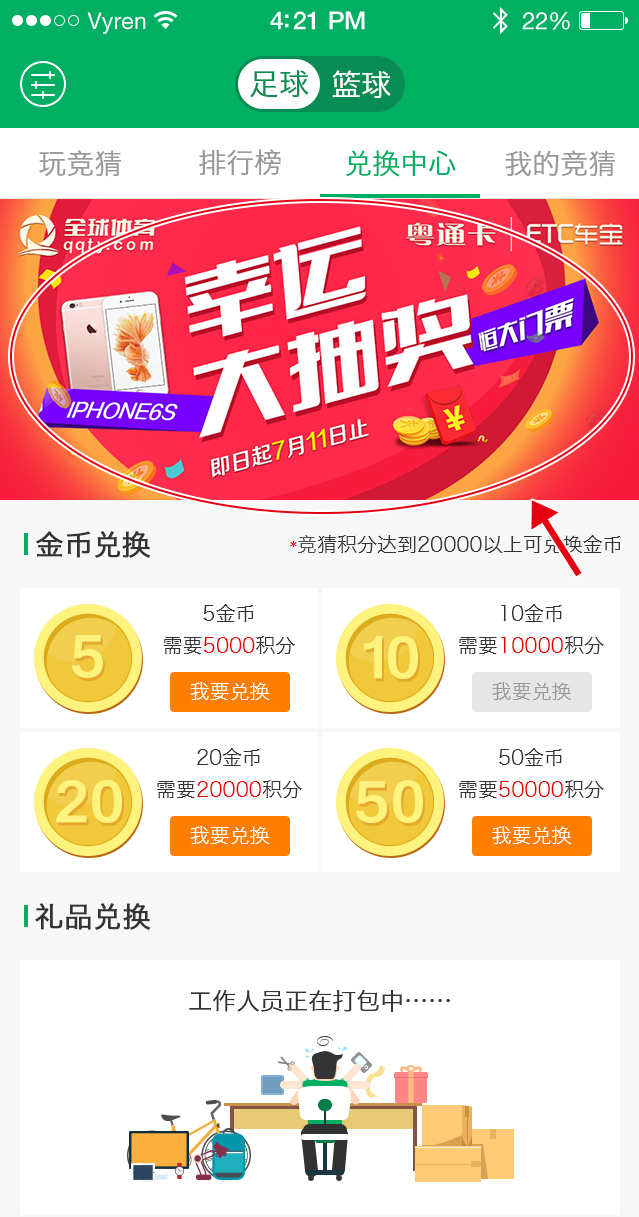 Vyren 4:21 PM 22%
足球 篮球
玩竞猜 排行榜 兑换中心 我的竞猜
全球体育 粤通卡 ETC车宝
qqty.com
幸运
大抽奖
恒大门票
IPHONE6S
¥
即日起7月11日止
金币兑换 *竞猜积分达到20000以上可兑换金币
5金币 10金币
5 需要5000积分 10 需要10000积分
我要兑换 我要兑换
20金币 50金币
20 需要20000积分 50 需要50000积分
我要兑换 我要兑换
礼品兑换
工作人员正在打包中……